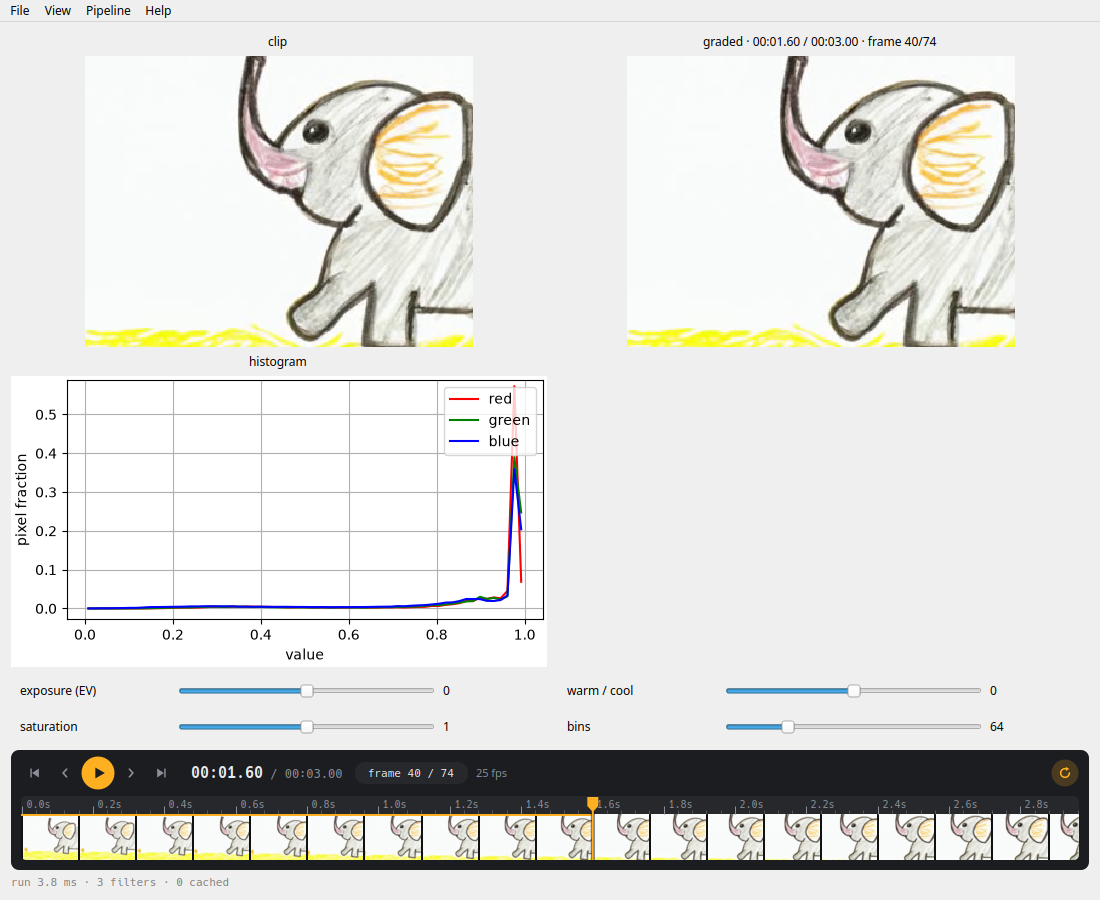 File View Pipeline Help
clip
graded · 00:01.60 / 00:03.00 · frame 40/74
histogram
red
green
blue
0.5
0.4
0.3
0.2
0.1
0.0
pixel fraction
0.0 0.2 0.4 0.6 0.8 1.0
value
exposure (EV) 0
warm / cool 0
saturation 1
bins 64
00:01.60 / 00:03.00 frame 40 / 74 25 fps
0.0s 0.2s 0.4s 0.6s 0.8s 1.0s 1.2s 1.4s 1.6s 1.8s 2.0s 2.2s 2.4s 2.6s 2.8s
run 3.8 ms · 3 filters · 0 cached